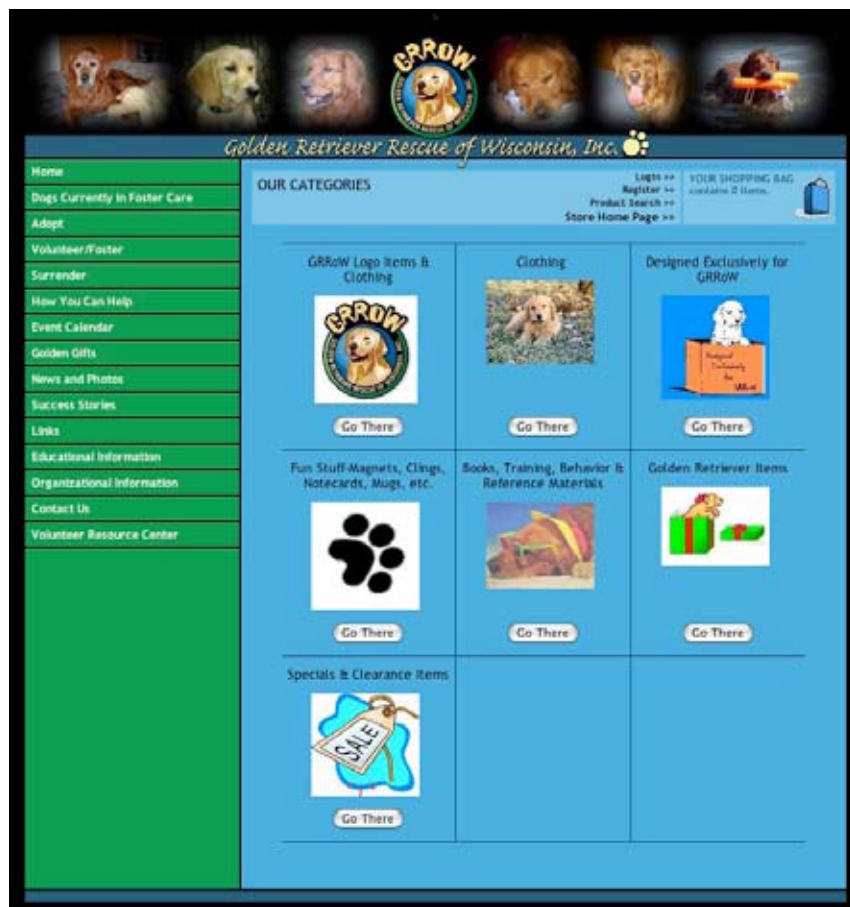 GRROW
Golden Retriever Rescue of Wisconsin, Inc.
Home
Dogs Currently in Foster Care
Adopt
Volunteer/Foster
Surrender
How You Can Help
Event Calendar
Golden Gifts
News and Photos
Success Stories
Links
Educational Information
Organizational Information
Contact Us
Volunteer Resource Center
OUR CATEGORIES
Login >>
Register >>
Product Search >>
Store Home Page >>
YOUR SHOPPING BAG
contains 0 items.
GRRoW Logo Items &
Clothing
GRROW
Go There
Clothing
Go There
Designed Exclusively for
GRRoW
Designed
Exclusively
for
Go There
Fun Stuff-Magnets, Clings,
Notecards, Mugs, etc.
Go There
Books, Training, Behavior &
Reference Materials
Go There
Golden Retriever Items
Go There
Specials & Clearance Items
SALE
Go There